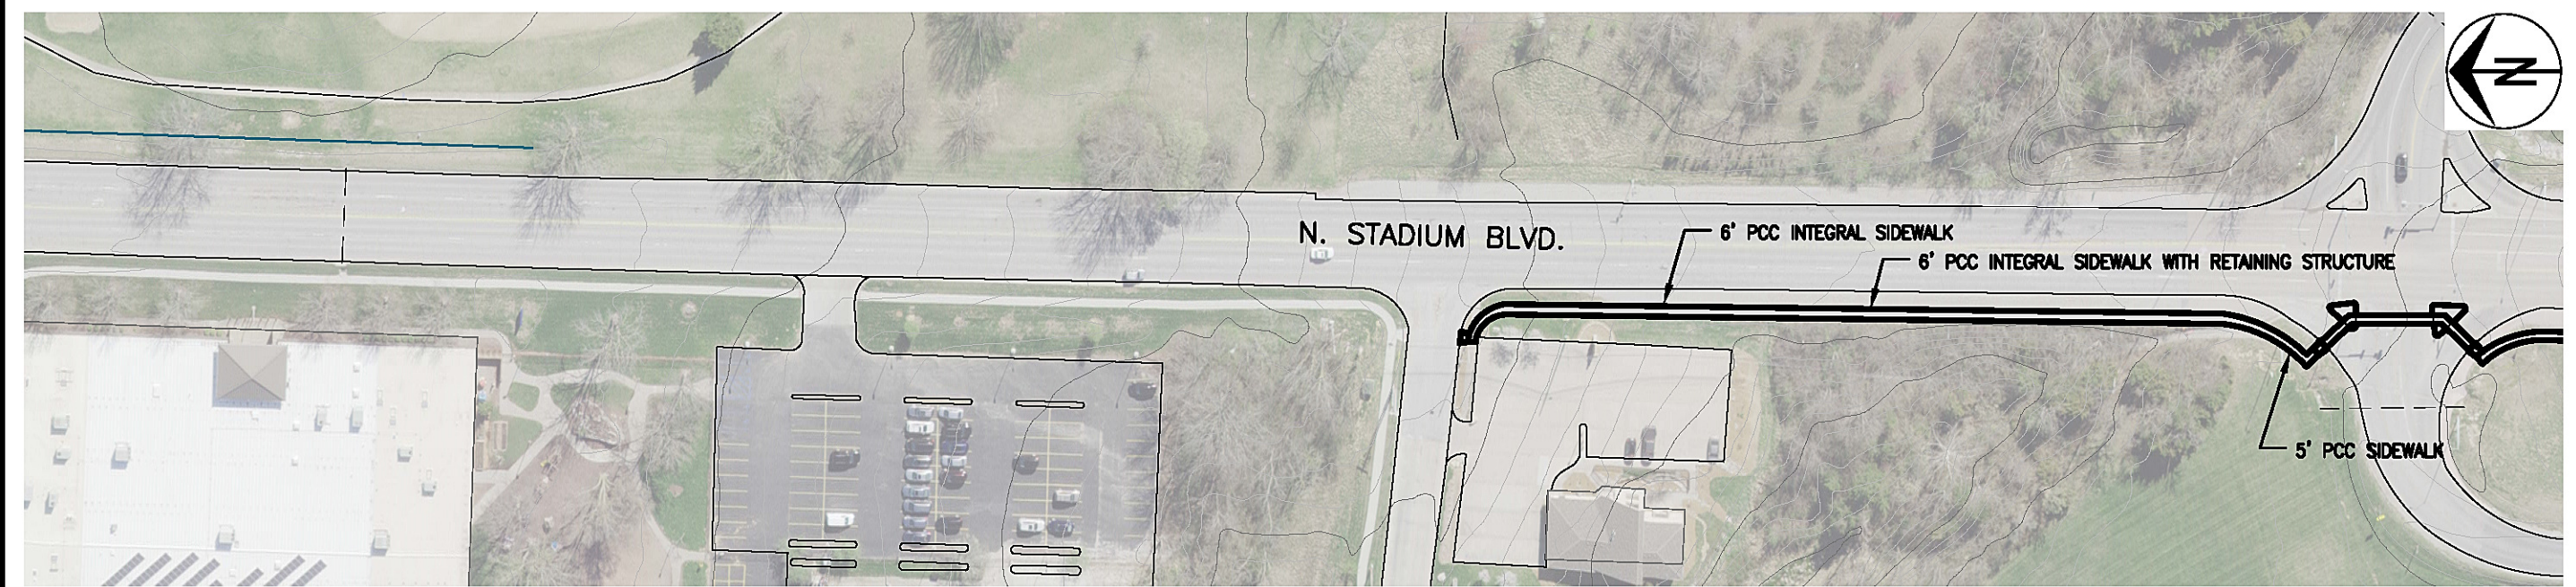 N
N. STADIUM BLVD.
6' PCC INTEGRAL SIDEWALK
6' PCC INTEGRAL SIDEWALK WITH RETAINING STRUCTURE
5' PCC SIDEWALK